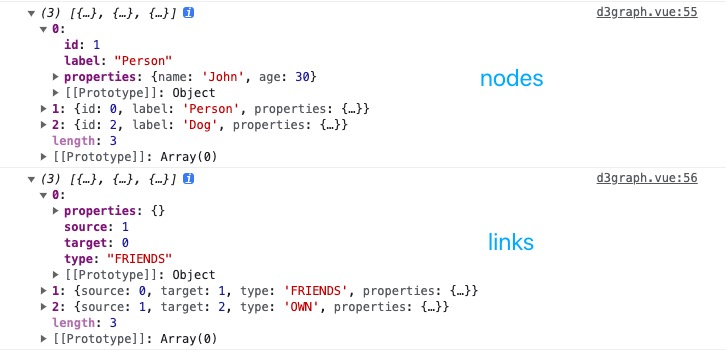 (3) [{…}, {…}, {…}] i d3graph.vue:55
0:
id: 1
label: "Person"
properties: {name: 'John', age: 30}
[[Prototype]]: Object
nodes
1: {id: 0, label: 'Person', properties: {…}}
2: {id: 2, label: 'Dog', properties: {…}}
length: 3
[[Prototype]]: Array(0)
(3) [{…}, {…}, {…}] i d3graph.vue:56
0:
properties: {}
source: 1
target: 0
links
type: "FRIENDS"
[[Prototype]]: Object
1: {source: 0, target: 1, type: 'FRIENDS', properties: {…}}
2: {source: 1, target: 2, type: 'OWN', properties: {…}}
length: 3
[[Prototype]]: Array(0)